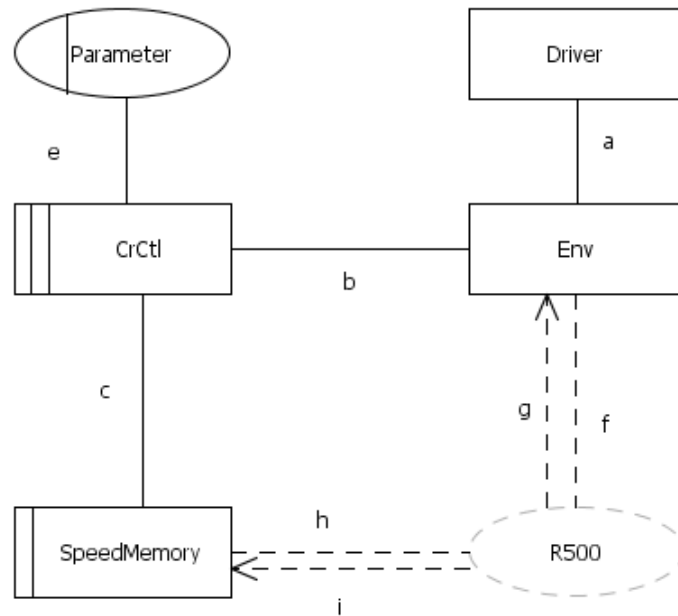 Parameter
Driver
e
a
CrCtl
Env
b
c
g
f
h
SpeedMemory
R500
i